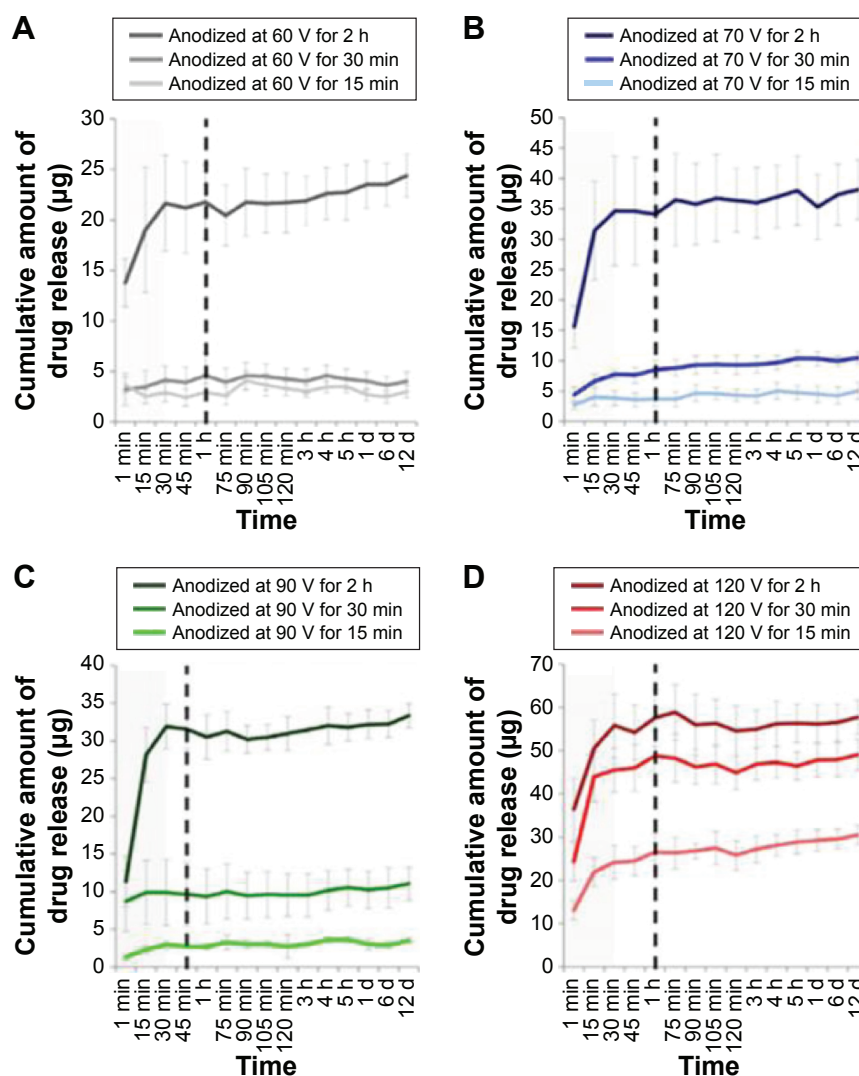 A
Anodized at 60 V for 2 h
Anodized at 60 V for 30 min
Anodized at 60 V for 15 min
Cumulative amount of
drug release (µg)
30
25
20
15
10
5
0
1 min
15 min
30 min
45 min
1 h
75 min
90 min
105 min
120 min
3 h
4 h
5 h
1 d
6 d
12 d
Time
B
Anodized at 70 V for 2 h
Anodized at 70 V for 30 min
Anodized at 70 V for 15 min
Cumulative amount of
drug release (µg)
50
45
40
35
30
25
20
15
10
5
0
1 min
15 min
30 min
45 min
1 h
75 min
90 min
105 min
120 min
3 h
4 h
5 h
1 d
6 d
12 d
Time
C
Anodized at 90 V for 2 h
Anodized at 90 V for 30 min
Anodized at 90 V for 15 min
Cumulative amount of
drug release (µg)
40
35
30
25
20
15
10
5
0
1 min
15 min
30 min
45 min
1 h
75 min
90 min
105 min
120 min
3 h
4 h
5 h
1 d
6 d
12 d
Time
D
Anodized at 120 V for 2 h
Anodized at 120 V for 30 min
Anodized at 120 V for 15 min
Cumulative amount of
drug release (µg)
70
60
50
40
30
20
10
0
1 min
15 min
30 min
45 min
1 h
75 min
90 min
105 min
120 min
3 h
4 h
5 h
1 d
6 d
12 d
Time